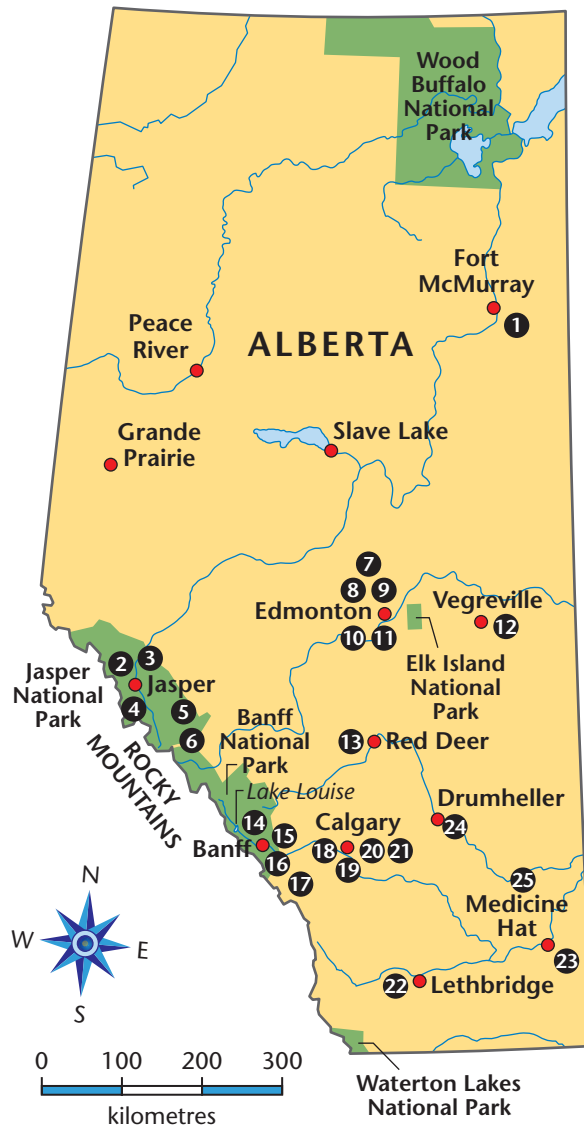 Wood
Buffalo
National
Park
Fort
McMurray
1
Peace
River
ALBERTA
Grande
Prairie
Slave Lake
7
8 9
Edmonton
10 11
Vegreville
12
Elk Island
National
Park
2 3
Jasper
National
Park
Jasper
4 5
6
ROCKY
MOUNTAINS
Banff
National
Park
13 Red Deer
Lake Louise
14
15
Banff
16
17
Calgary
18 20 21
19
Drumheller
24
25
Medicine
Hat
23
22 Lethbridge
N
W E
S
0 100 200 300
kilometres
Waterton Lakes
National Park